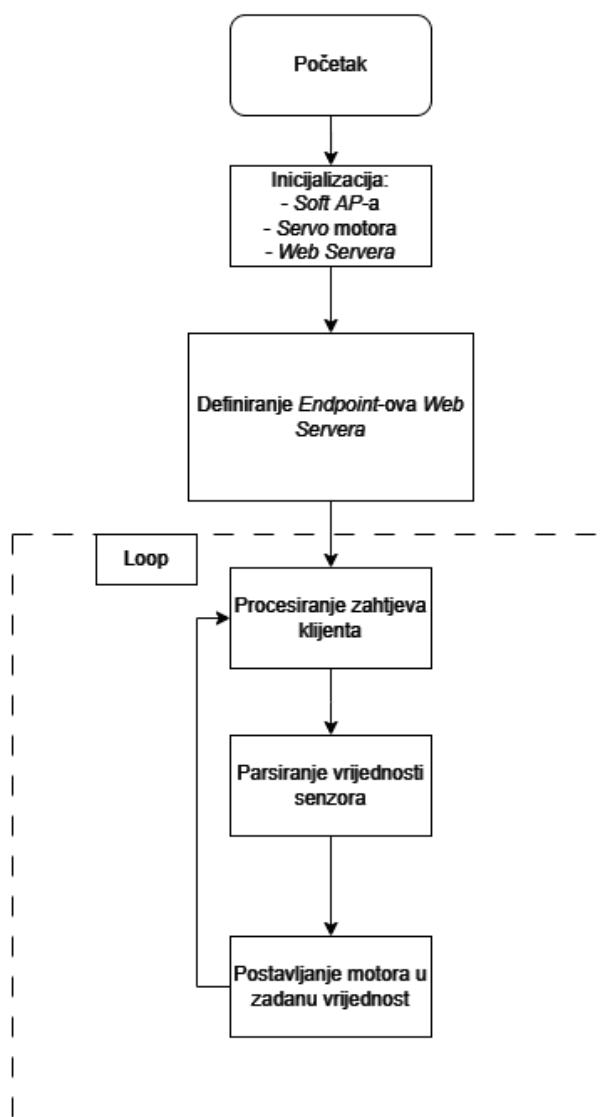 Početak
Inicijalizacija:
- Soft AP-a
- Servo motora
- Web Servera
Definiranje Endpoint-ova Web
Servera
Loop
Procesiranje zahtjeva
klijenta
Parsiranje vrijednosti
senzora
Postavljanje motora u
zadanu vrijednost